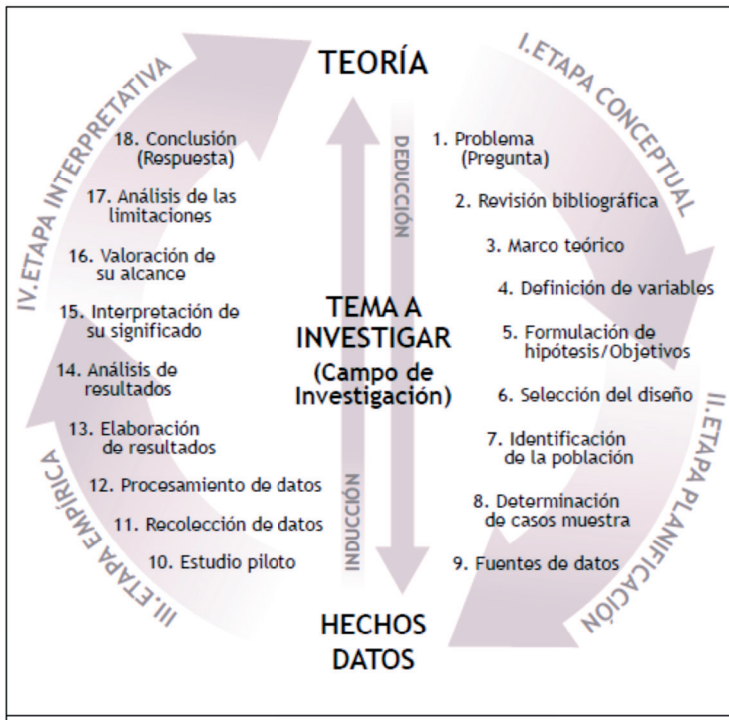 TEORÍA
I.ETAPA CONCEPTUAL
1. Problema
(Pregunta)
2. Revisión bibliográfica
3. Marco teórico
4. Definición de variables
5. Formulación de
hipótesis/Objetivos
II.ETAPA PLANIFICACIÓN
6. Selección del diseño
7. Identificación
de la población
8. Determinación
de casos muestra
9. Fuentes de datos
DEDUCCIÓN
TEMA A
INVESTIGAR
(Campo de
Investigación)
INDUCCIÓN
HECHOS
DATOS
III.ETAPA EMPÍRICA
10. Estudio piloto
11. Recolección de datos
12. Procesamiento de datos
13. Elaboración
de resultados
IV.ETAPA INTERPRETATIVA
14. Análisis de
resultados
15. Interpretación de
su significado
16. Valoración de
su alcance
17. Análisis de las
limitaciones
18. Conclusión
(Respuesta)